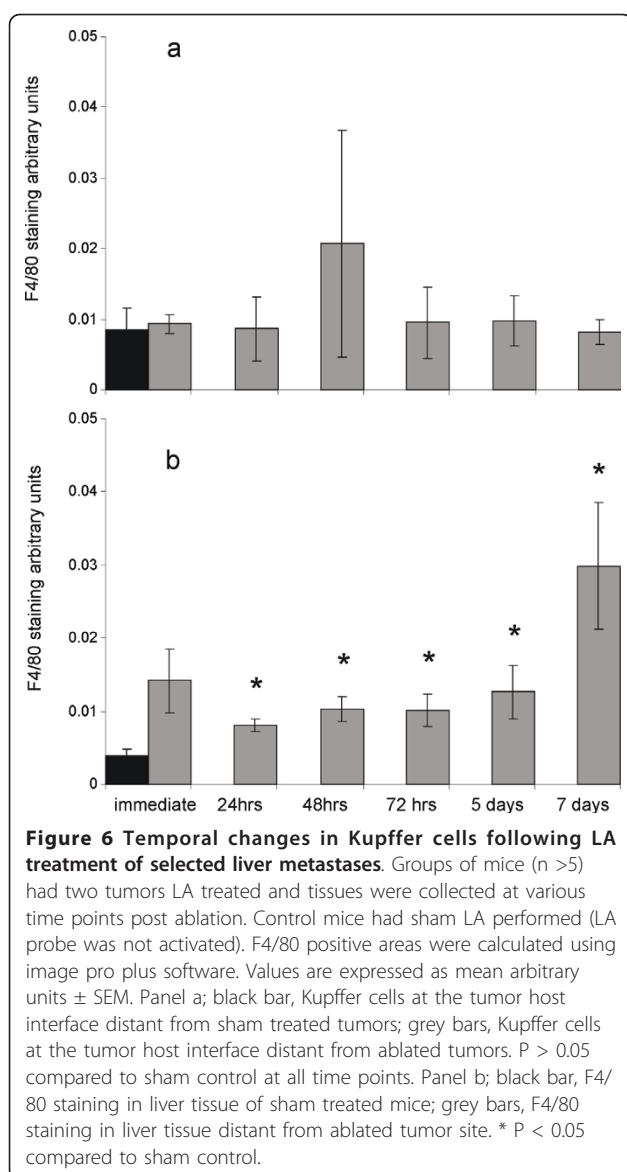 a
0.05
0.04
0.03
0.02
0.01
0
F4/80 staining arbitrary units
b
0.05
0.04
0.03
0.02
0.01
0
F4/80 staining arbitrary units
* * * * *
immediate 24hrs 48hrs 72 hrs 5 days 7 days
Figure 6 Temporal changes in Kupffer cells following LA
treatment of selected liver metastases. Groups of mice (n >5)
had two tumors LA treated and tissues were collected at various
time points post ablation. Control mice had sham LA performed (LA
probe was not activated). F4/80 positive areas were calculated using
image pro plus software. Values are expressed as mean arbitrary
units ± SEM. Panel a; black bar, Kupffer cells at the tumor host
interface distant from sham treated tumors; grey bars, Kupffer cells
at the tumor host interface distant from ablated tumors. P > 0.05
compared to sham control at all time points. Panel b; black bar, F4/
80 staining in liver tissue of sham treated mice; grey bars, F4/80
staining in liver tissue distant from ablated tumor site. * P < 0.05
compared to sham control.